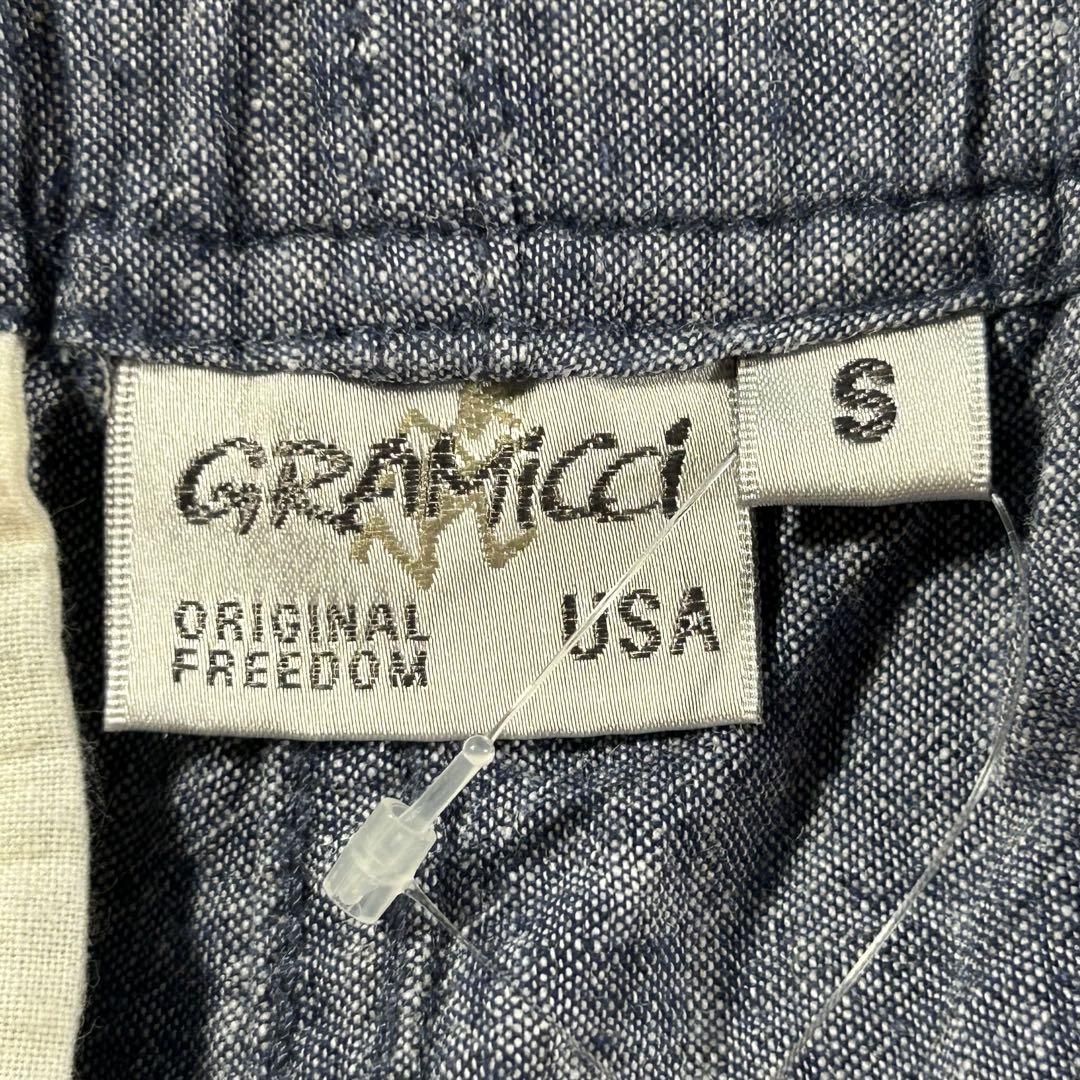 GRAMiCCi
S
ORIGINAL
FREEDOM
USA